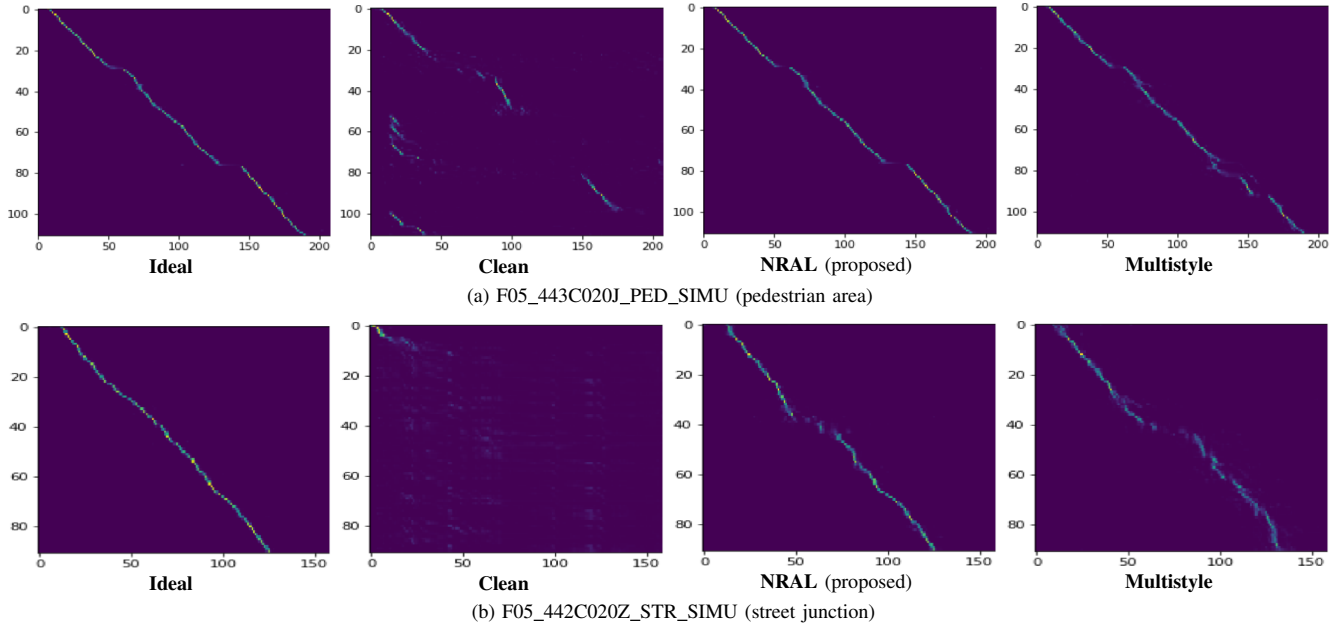 0
20
40
60
80
100
0 50 100 150 200
Ideal
0
20
40
60
80
100
0 50 100 150 200
Clean
0
20
40
60
80
100
0 50 100 150 200
NRAL (proposed)
0
20
40
60
80
100
0 50 100 150 200
Multistyle
(a) F05_443C020J_PED_SIMU (pedestrian area)
0
20
40
60
80
0 50 100 150
Ideal
0
20
40
60
80
0 50 100 150
Clean
0
20
40
60
80
0 50 100 150
NRAL (proposed)
0
20
40
60
80
0 50 100 150
Multistyle
(b) F05_442C020Z_STR_SIMU (street junction)